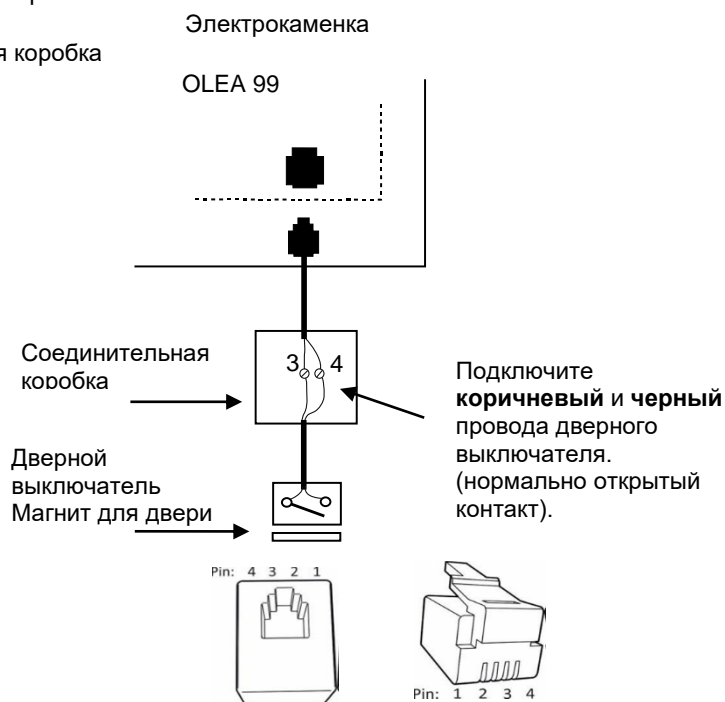 Электрокаменка
я коробка
OLEA 99
Соединительная
коробка
3 4
Подключите
коричневый и черный
провода дверного
выключателя.
(нормально открытый
контакт).
Дверной
выключатель
Магнит для двери
Pin: 4 3 2 1
Pin: 1 2 3 4